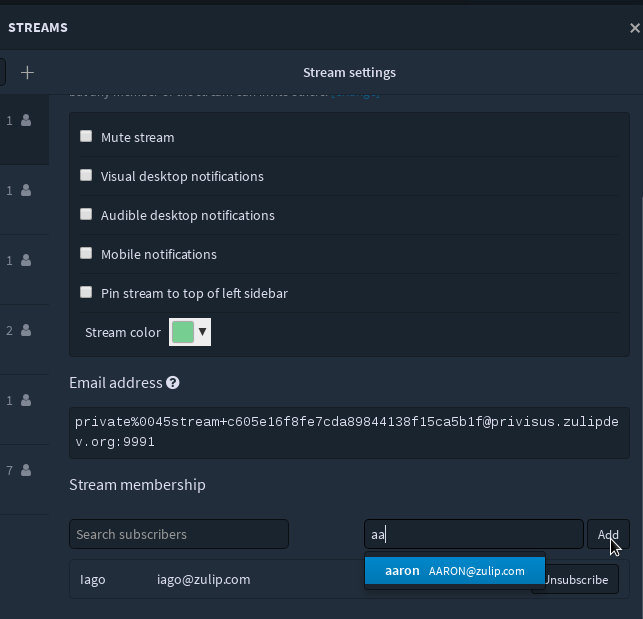 STREAMS ×
+ Stream settings
1
Mute stream
1
Visual desktop notifications
Audible desktop notifications
1
Mobile notifications
Pin stream to top of left sidebar
2
Stream color
Email address ?
1
private%0045stream+c605e16f8fe7cda89844138f15ca5b1f@privisus.zulipde
v.org:9991
7
Stream membership
Search subscribers aa Add
aaron AARON@zulip.com
Iago iago@zulip.com Unsubscribe